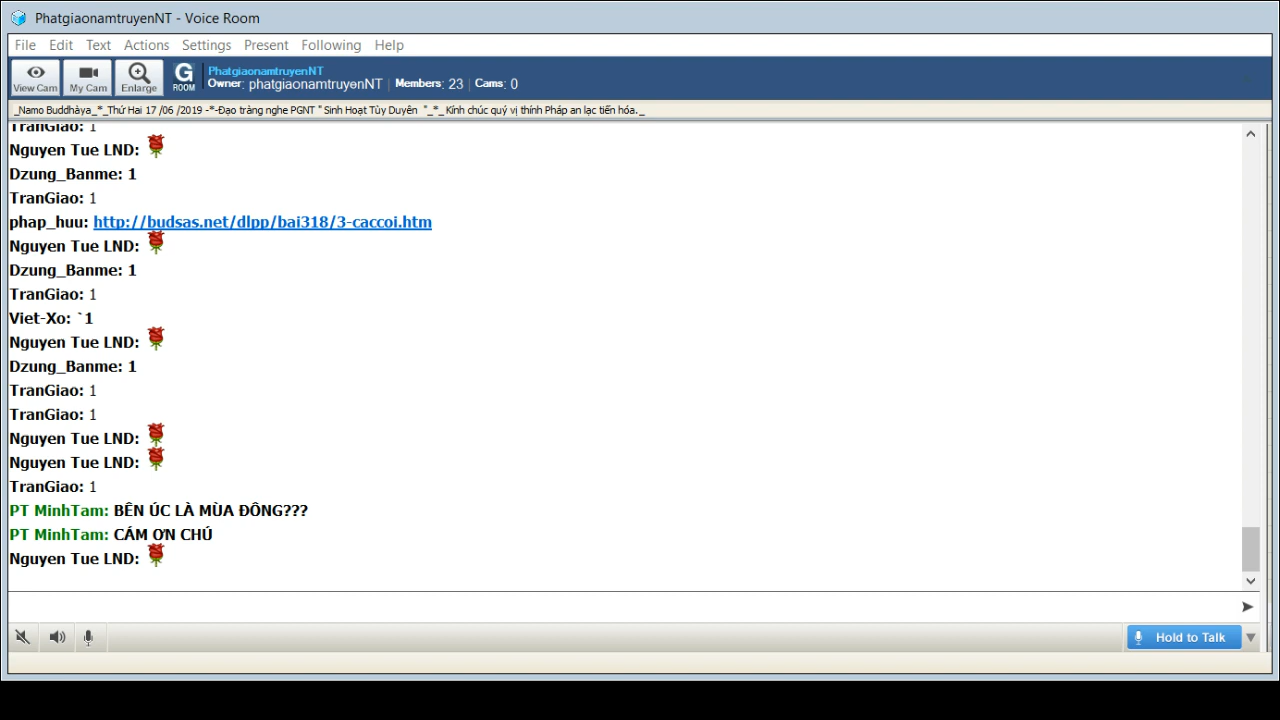 PhatgiaonamtruyenNT - Voice Room
File Edit Text Actions Settings Present Following Help
View Cam My Cam Enlarge G ROOM PhatgiaonamtruyenNT
Owner: phatgiaonamtruyenNT Members: 23 Cams: 0
_Namo Buddhàya_*_Thứ Hai 17 /06 /2019 -*-Đạo tràng nghe PGNT " Sinh Hoạt Tùy Duyên "_*_ Kính chúc quý vị thính Pháp an lạc tiến hóa._
TranGiao: 1
Nguyen Tue LND:
Dzung_Banme: 1
TranGiao: 1
phap_huu: http://budsas.net/dlpp/bai318/3-caccoi.htm
Nguyen Tue LND:
Dzung_Banme: 1
TranGiao: 1
Viet-Xo: `1
Nguyen Tue LND:
Dzung_Banme: 1
TranGiao: 1
TranGiao: 1
Nguyen Tue LND:
Nguyen Tue LND:
TranGiao: 1
PT MinhTam: BÊN ÚC LÀ MÙA ĐÔNG???
PT MinhTam: CÁM ƠN CHÚ
Nguyen Tue LND:
Hold to Talk